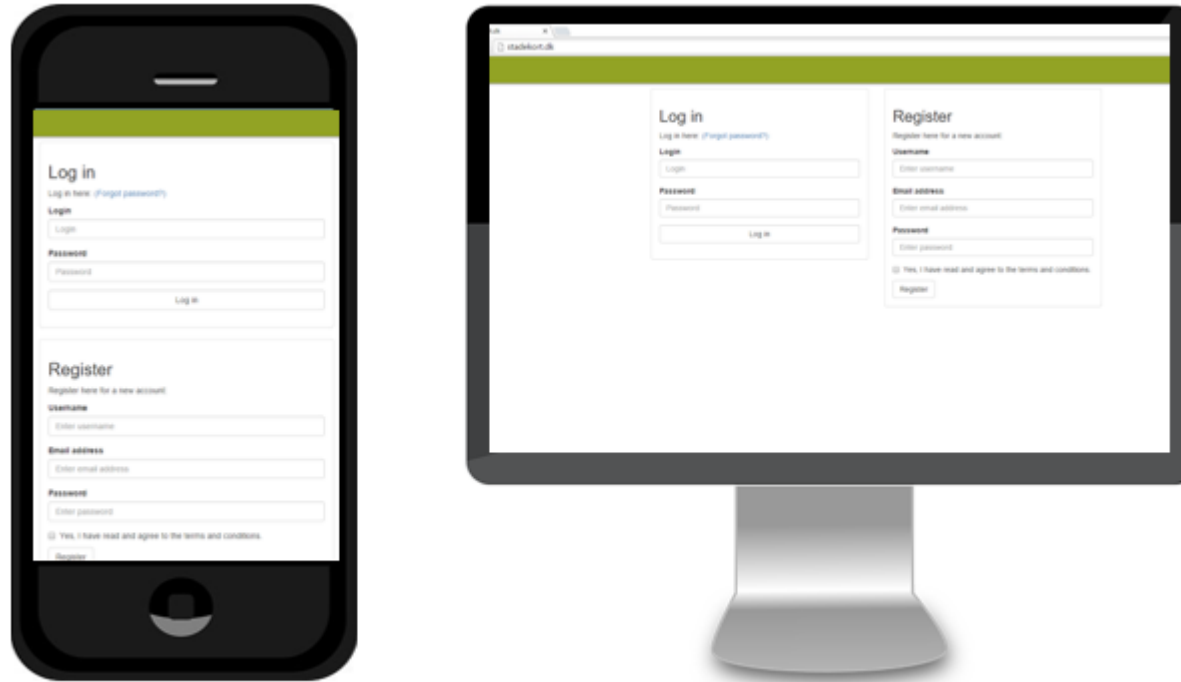 Log in
Log in here: (Forgot password?)
Login
Login
Password
Password
Log in
Register
Register here for a new account:
Username
Enter username
Email address
Enter email address
Password
Enter password
Yes, I have read and agree to the terms and conditions.
Register
stadekort.dk
Log in
Log in here: (Forgot password?)
Login
Login
Password
Password
Log in
Register
Register here for a new account:
Username
Enter username
Email address
Enter email address
Password
Enter password
Yes, I have read and agree to the terms and conditions.
Register